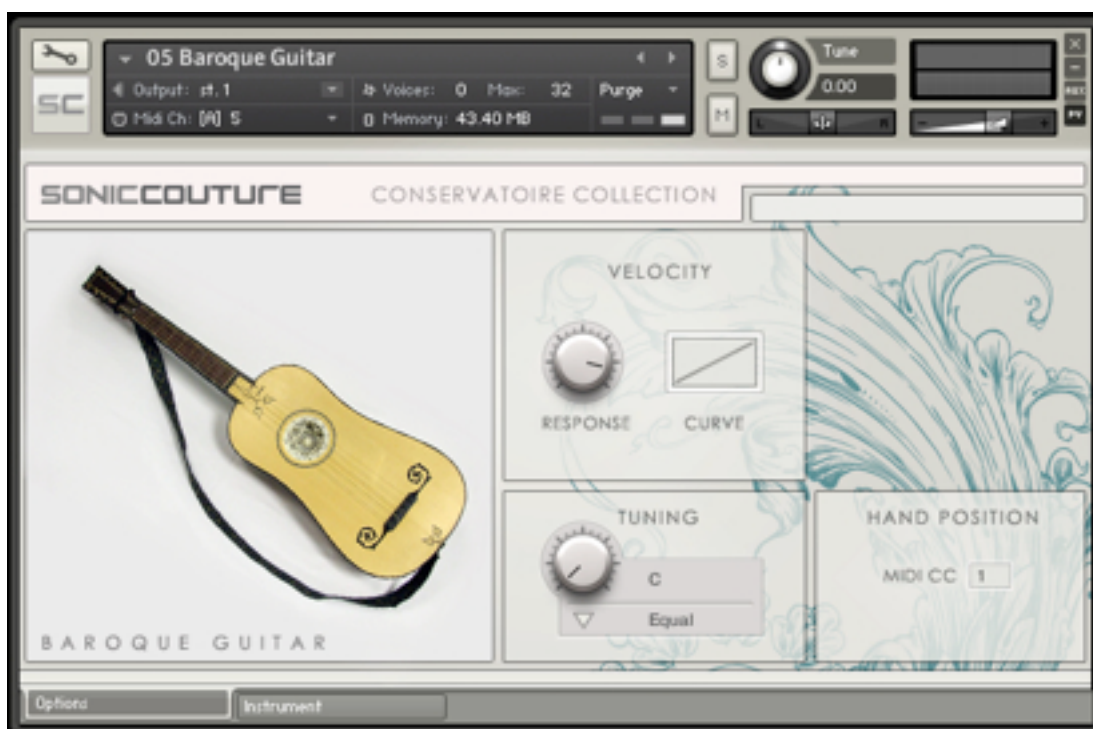 05 Baroque Guitar
S
Tune
Output: st. 1
Voices: 0 Max: 32
Purge
0.00
SC
Midi Ch: [A] 5
Memory: 43.40 MB
M
L
R
AUX
PV
SONICCOUTURE
CONSERVATOIRE COLLECTION
VELOCITY
RESPONSE
CURVE
TUNING
C
Equal
HAND POSITION
MIDI CC 1
BAROQUE GUITAR
Options
Instrument